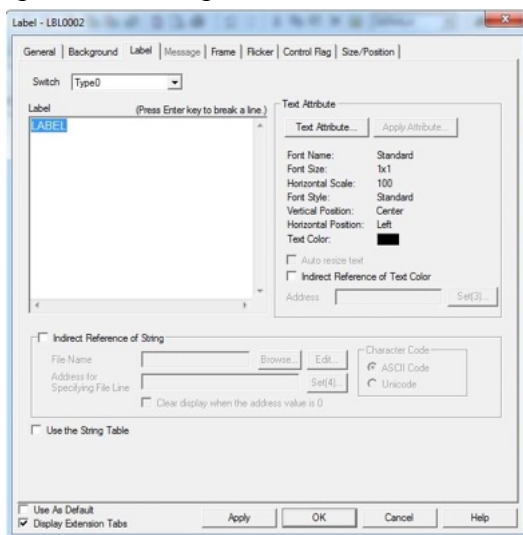 Label - LBL0002
General Background Label Message Frame Flicker Control Flag Size/Position
Switch Type0
Label (Press Enter key to break a line.)
LABEL
Text Attribute
Text Attribute... Apply Attribute...
Font Name: Standard
Font Size: 1x1
Horizontal Scale: 100
Font Style: Standard
Vertical Position: Center
Horizontal Position: Left
Text Color:
Auto resize text
Indirect Reference of Text Color
Address Set(3)...
Indirect Reference of String
File Name Browse... Edit...
Address for
Specifying File Line Set(4)...
Clear display when the address value is 0
Character Code
ASCII Code
Unicode
Use the String Table
Use As Default
Display Extension Tabs
Apply OK Cancel Help